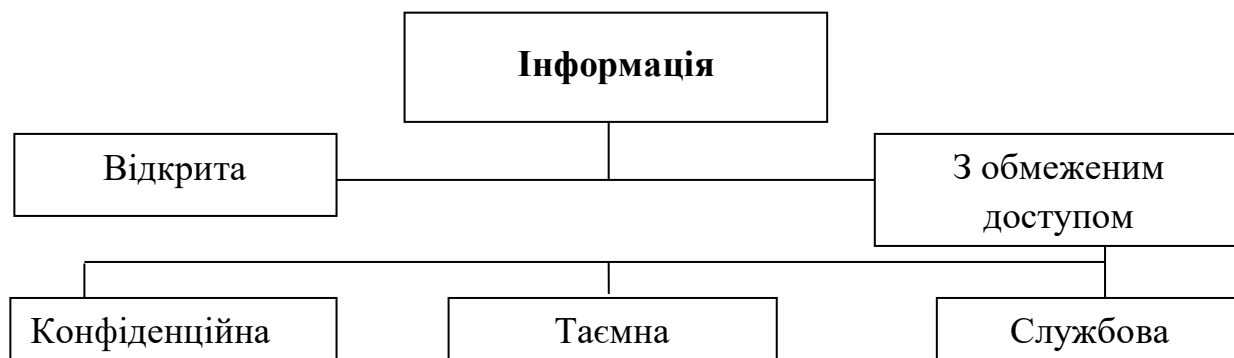 Інформація
Відкрита
З обмеженим
доступом
Конфіденційна
Таємна
Службова